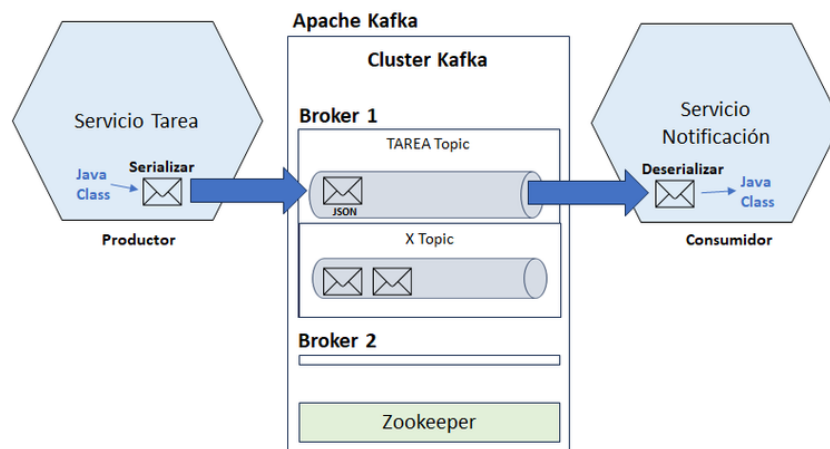 Apache Kafka
Cluster Kafka
Servicio Tarea
Java
Class
Serializar
Productor
Broker 1
TAREA Topic
JSON
X Topic
Broker 2
Zookeeper
Servicio
Notificación
Deserializar
Java
Class
Consumidor